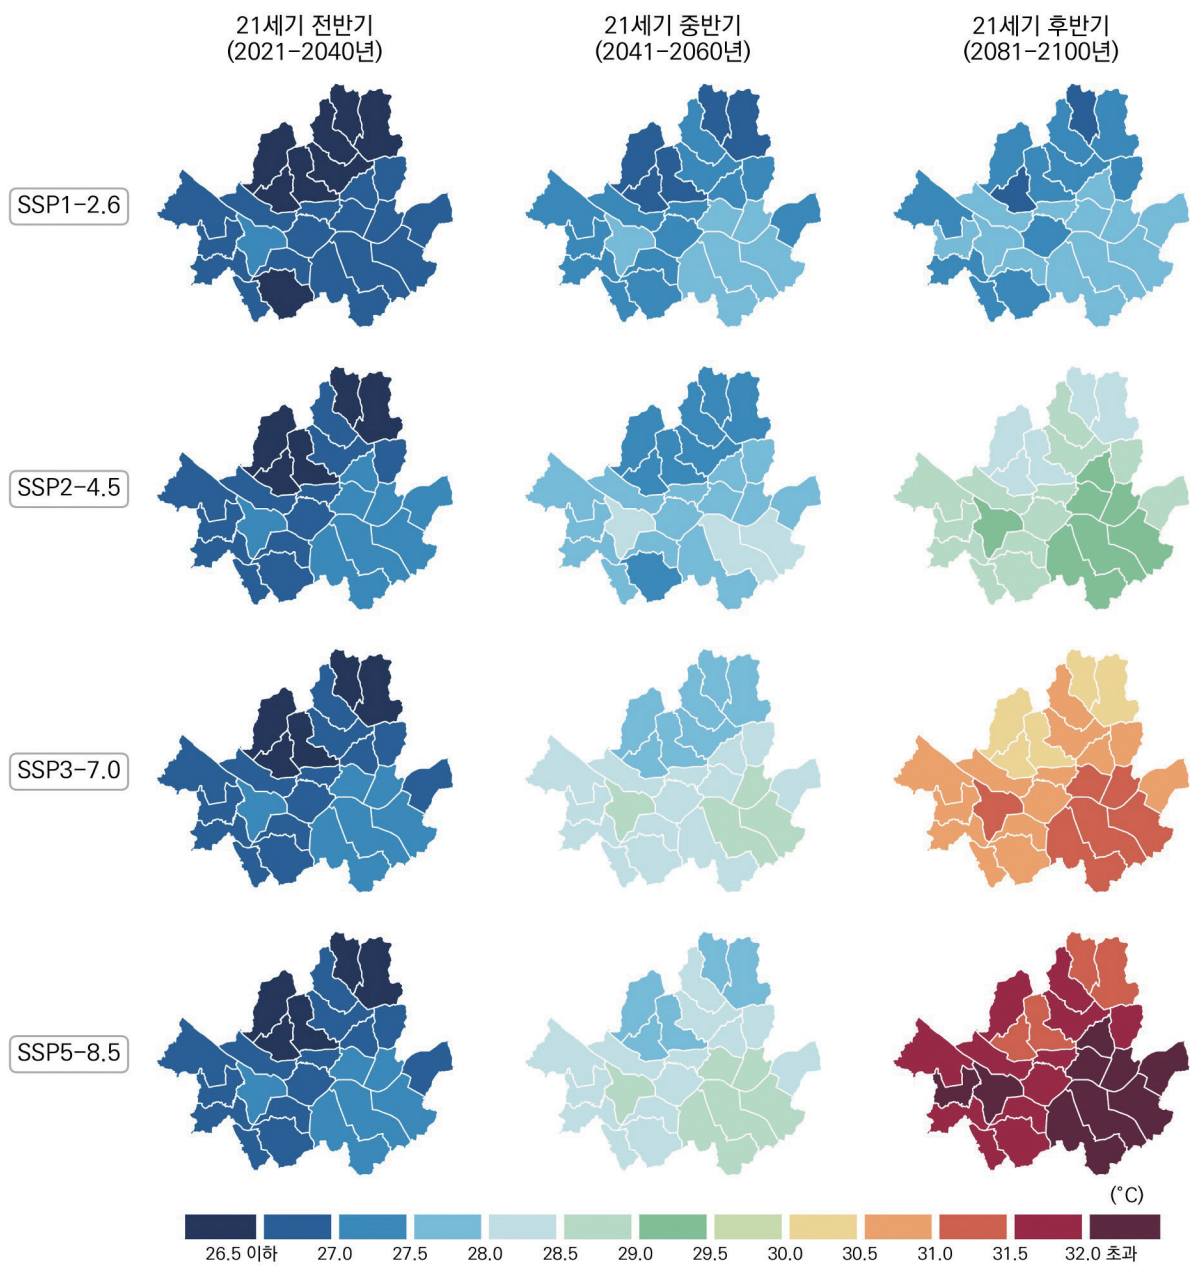 21세기 전반기
(2021-2040년)
21세기 중반기
(2041-2060년)
21세기 후반기
(2081-2100년)
SSP1-2.6
SSP2-4.5
SSP3-7.0
SSP5-8.5
(°C)
26.5 이하 27.0 27.5 28.0 28.5 29.0 29.5 30.0 30.5 31.0 31.5 32.0 초과